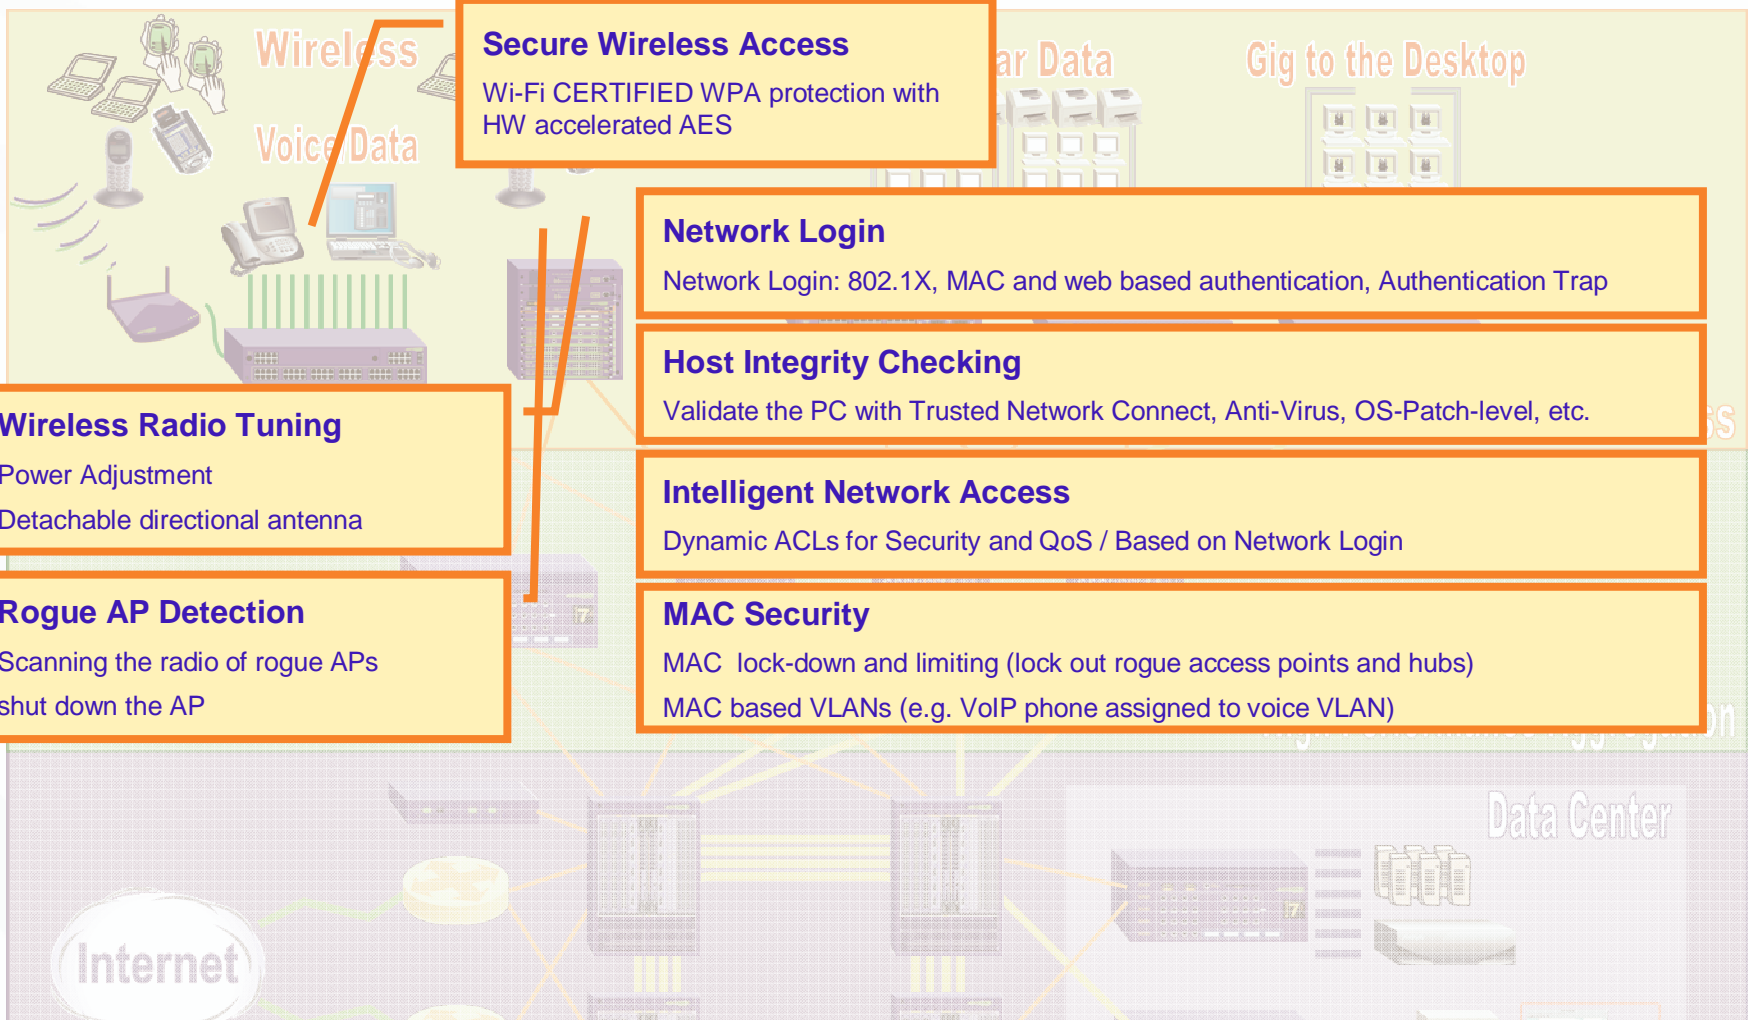 Wireless
Voice/Data
Data
Gig to the Desktop
Secure Wireless Access
Wi-Fi CERTIFIED WPA protection with
HW accelerated AES
Network Login
Network Login: 802.1X, MAC and web based authentication, Authentication Trap
Host Integrity Checking
Validate the PC with Trusted Network Connect, Anti-Virus, OS-Patch-level, etc.
Wireless Radio Tuning
Power Adjustment
Detachable directional antenna
Intelligent Network Access
Dynamic ACLs for Security and QoS / Based on Network Login
Rogue AP Detection
Scanning the radio of rogue APs
shut down the AP
MAC Security
MAC lock-down and limiting (lock out rogue access points and hubs)
MAC based VLANs (e.g. VoIP phone assigned to voice VLAN)
Data Center
Internet
7
7